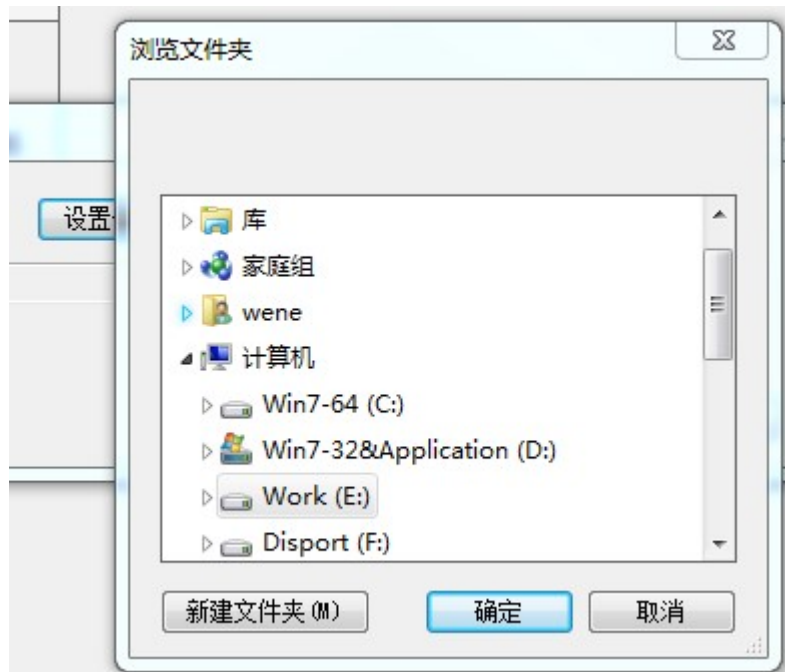 浏览文件夹
设置
库
家庭组
wene
计算机
Win7-64 (C:)
Win7-32&Application (D:)
Work (E:)
Disport (F:)
新建文件夹(M)
确定
取消